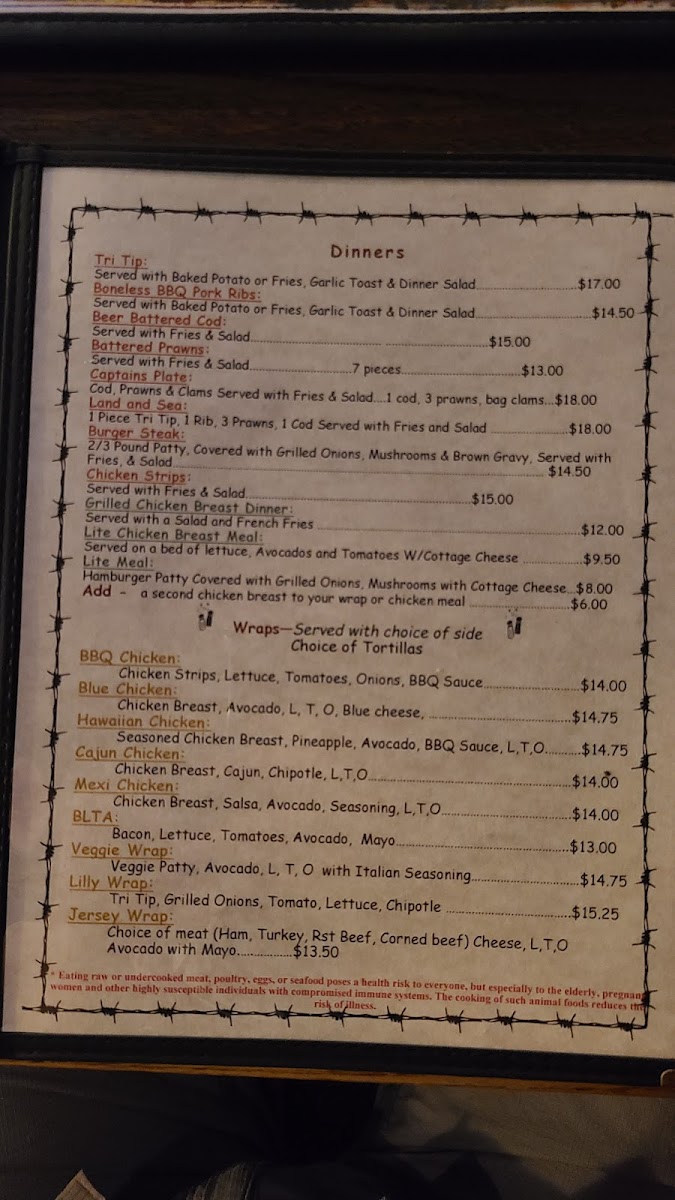 Dinners
Tri Tip:
Served with Baked Potato or Fries, Garlic Toast & Dinner Salad..............................$17.00
Boneless BBQ Pork Ribs:
Served with Baked Potato or Fries, Garlic Toast & Dinner Salad..............................$14.50
Beer Battered Cod:
Served with Fries & Salad..............................$15.00
Battered Prawns:
Served with Fries & Salad..............................7 pieces..............................$13.00
Captains Plate:
Cod, Prawns & Clams Served with Fries & Salad....1 cod, 3 prawns, bag clams...$18.00
Land and Sea:
1 Piece Tri Tip, 1 Rib, 3 Prawns, 1 Cod Served with Fries and Salad ......................$18.00
Burger Steak:
2/3 Pound Patty, Covered with Grilled Onions, Mushrooms & Brown Gravy, Served with
Fries, & Salad.............................. $14.50
Chicken Strips:
Served with Fries & Salad..............................$15.00
Grilled Chicken Breast Dinner:
Served with a Salad and French Fries ..............................$12.00
Lite Chicken Breast Meal:
Served on a bed of lettuce, Avocados and Tomatoes W/Cottage Cheese ................$9.50
Lite Meal:
Hamburger Patty Covered with Grilled Onions, Mushrooms with Cottage Cheese...$8.00
Add - a second chicken breast to your wrap or chicken meal ............................$6.00
Wraps—Served with choice of side
Choice of Tortillas
BBQ Chicken:
Chicken Strips, Lettuce, Tomatoes, Onions, BBQ Sauce..........................$14.00
Blue Chicken:
Chicken Breast, Avocado, L, T, O, Blue cheese, ..............................$14.75
Hawaiian Chicken:
Seasoned Chicken Breast, Pineapple, Avocado, BBQ Sauce, L,T,O..........$14.75
Cajun Chicken:
Chicken Breast, Cajun, Chipotle, L,T,O..............................$14.00
Mexi Chicken:
Chicken Breast, Salsa, Avocado, Seasoning, L,T,O..............................$14.00
BLTA:
Bacon, Lettuce, Tomatoes, Avocado, Mayo..............................$13.00
Veggie Wrap:
Veggie Patty, Avocado, L, T, O with Italian Seasoning..............................$14.75
Lilly Wrap:
Tri Tip, Grilled Onions, Tomato, Lettuce, Chipotle ..............................$15.25
Jersey Wrap:
Choice of meat (Ham, Turkey, Rst Beef, Corned beef) Cheese, L,T,O
Avocado with Mayo................$13.50
* Eating raw or undercooked meat, poultry, eggs, or seafood poses a health risk to everyone, but especially to the elderly, pregnant
women and other highly susceptible individuals with compromised immune systems. The cooking of such animal foods reduces the
risk of illness.